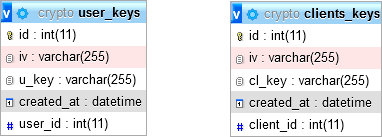 crypto user_keys
id : int(11)
iv : varchar(255)
u_key : varchar(255)
created_at : datetime
user_id : int(11)
crypto clients_keys
id : int(11)
iv : varchar(255)
cl_key : varchar(255)
created_at : datetime
client_id : int(11)